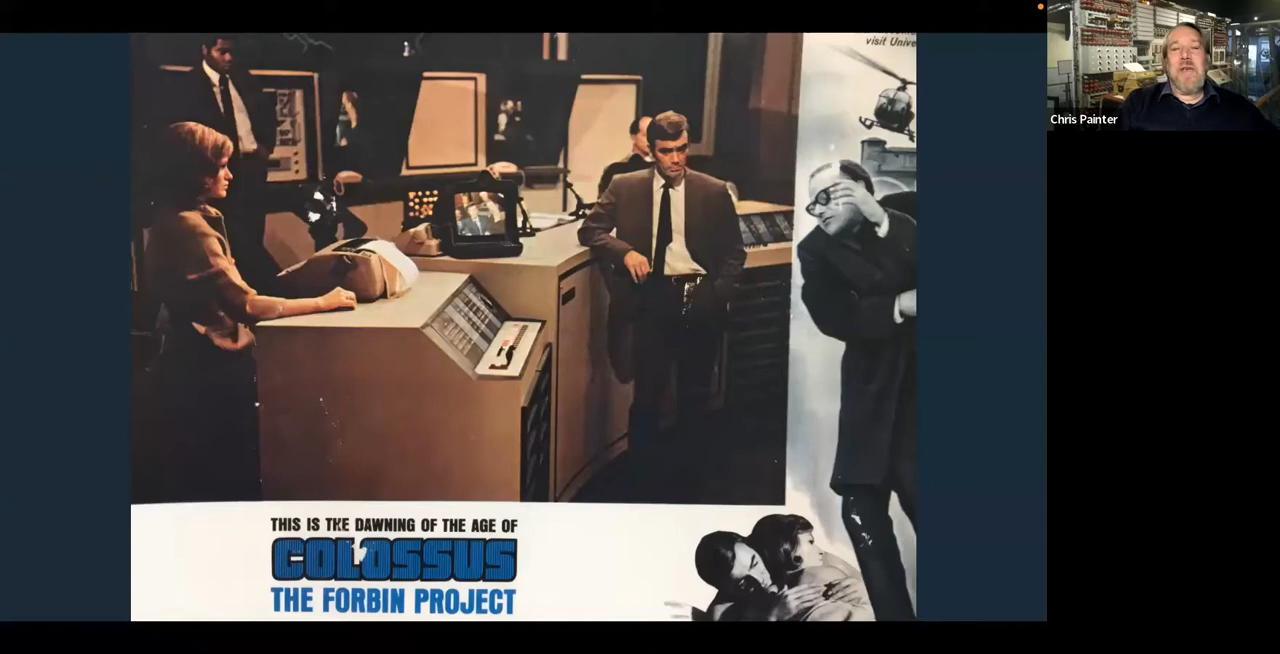 visit Unive
Chris Painter
THIS IS THE DAWNING OF THE AGE OF
COLOSSUS
THE FORBIN PROJECT